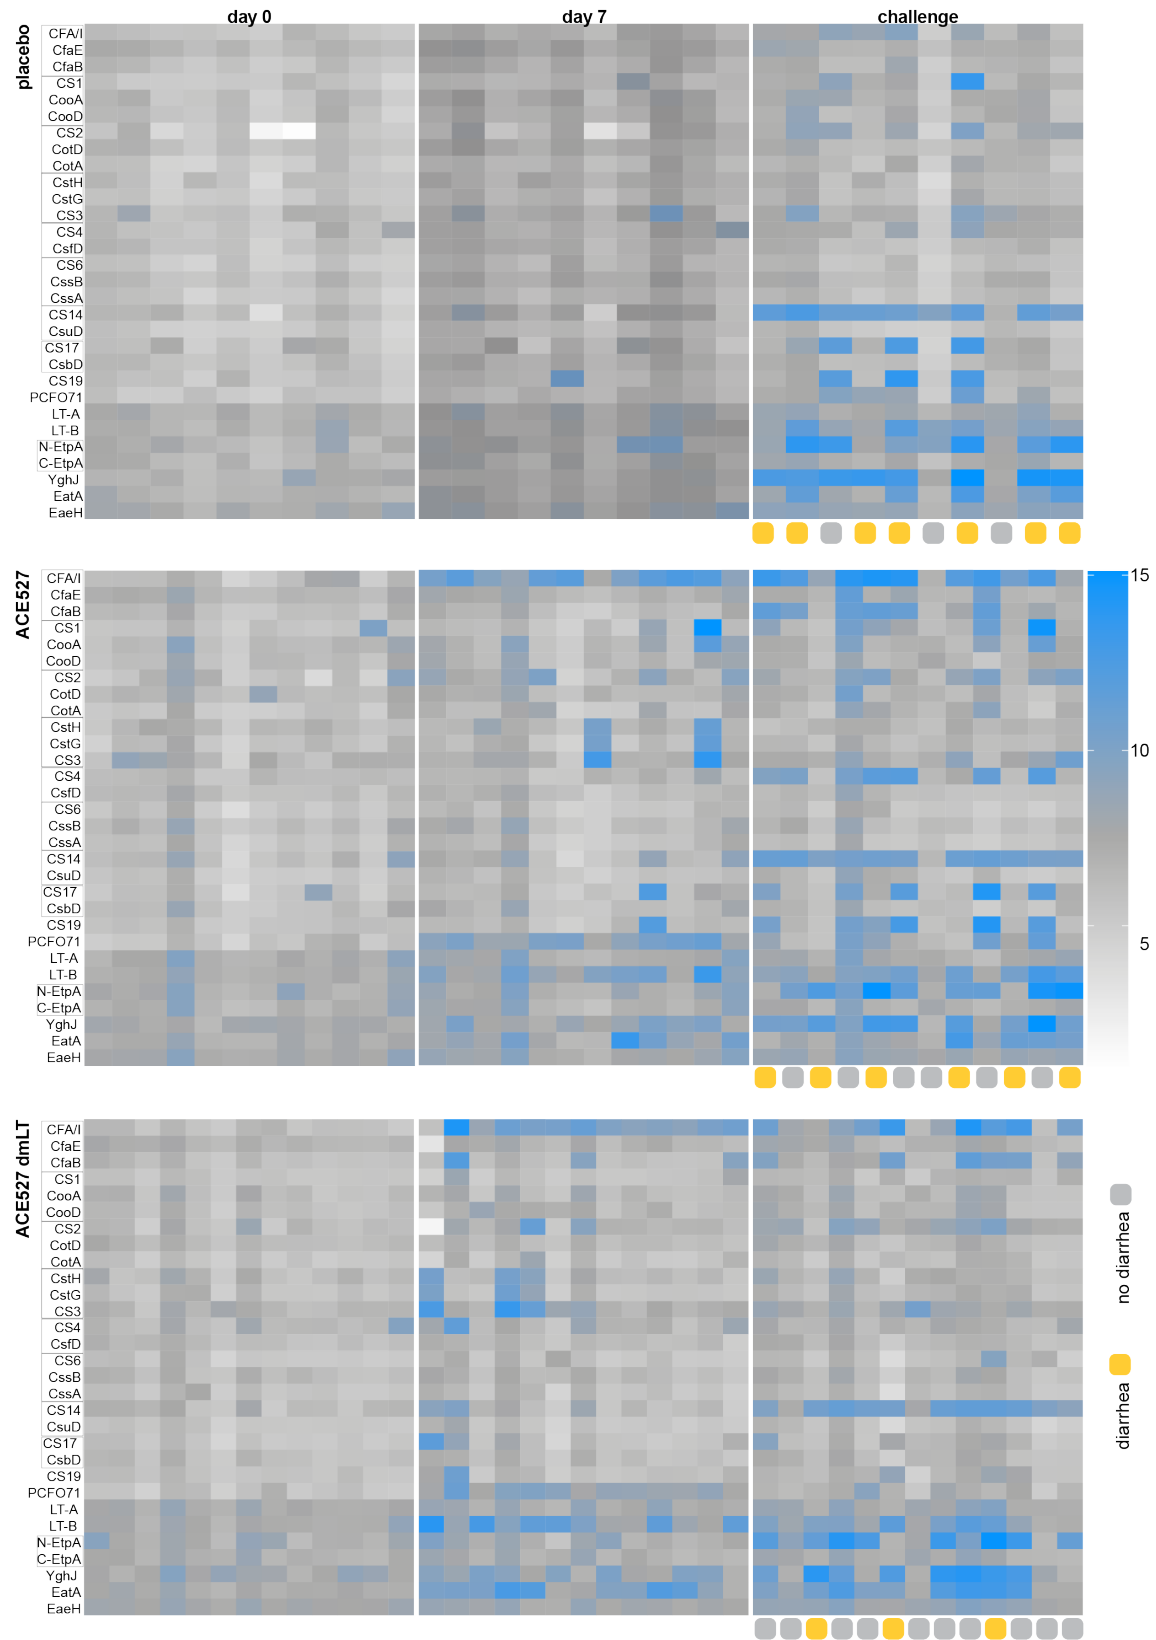 day 0 day 7 challenge
placebo
CFA/I
CfaE
CfaB
CS1
CooA
CooD
CS2
CotD
CotA
CstH
CstG
CS3
CS4
CsfD
CS6
CssB
CssA
CS14
CsuD
CS17
CsbD
CS19
PCFO71
LT-A
LT-B
N-EtpA
C-EtpA
YghJ
EatA
EaeH
ACE527
CFA/I
CfaE
CfaB
CS1
CooA
CooD
CS2
CotD
CotA
CstH
CstG
CS3
CS4
CsfD
CS6
CssB
CssA
CS14
CsuD
CS17
CsbD
CS19
PCFO71
LT-A
LT-B
N-EtpA
C-EtpA
YghJ
EatA
EaeH
15
10
5
ACE527 dmLT
CFA/I
CfaE
CfaB
CS1
CooA
CooD
CS2
CotD
CotA
CstH
CstG
CS3
CS4
CsfD
CS6
CssB
CssA
CS14
CsuD
CS17
CsbD
CS19
PCFO71
LT-A
LT-B
N-EtpA
C-EtpA
YghJ
EatA
EaeH
no diarrhea
diarrhea